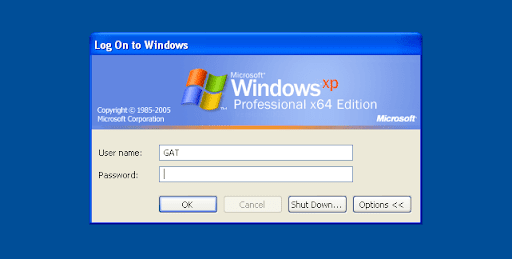 Log On to Windows
Microsoft®
Windows xp
Professional x64 Edition
Copyright © 1985-2005
Microsoft Corporation
Microsoft®
User name: GAT
Password:
OK Cancel Shut Down... Options <<